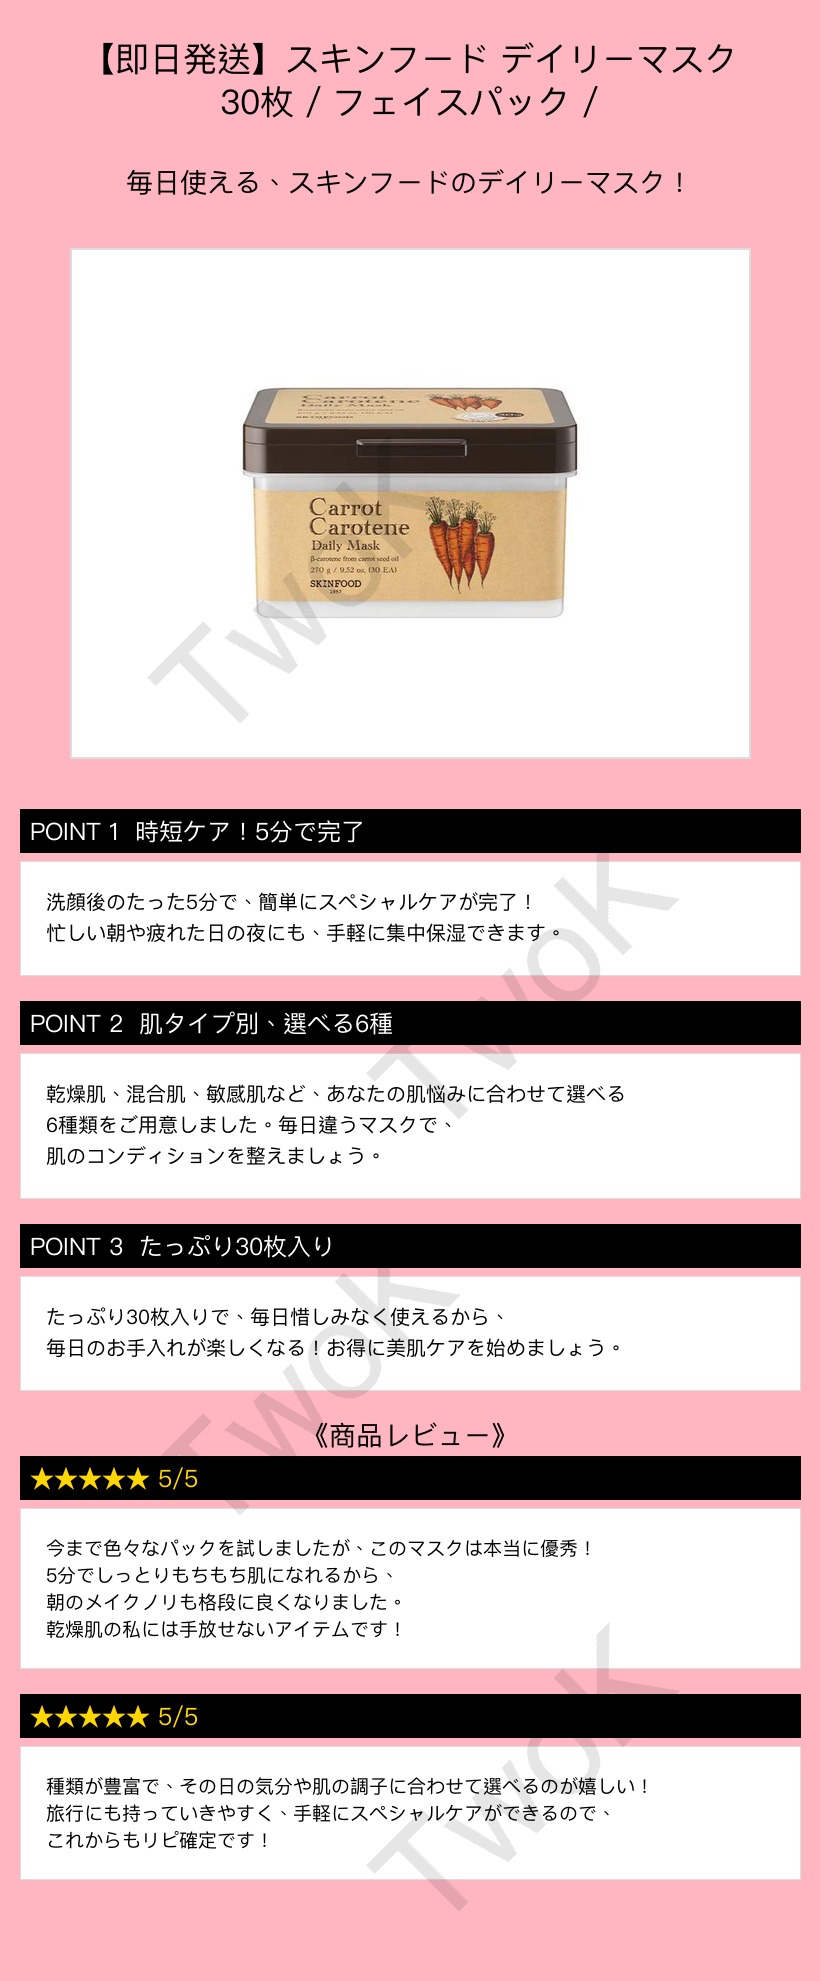 【即日発送】スキンフード デイリーマスク
30枚 / フェイスパック /
毎日使える、スキンフードのデイリーマスク！
Carrot
Carotene
Daily Mask
SKINFOOD
Carrot
Carotene
Daily Mask
β-carotene from carrot seed oil
270 g / 9.52 oz. (30 EA)
SKINFOOD
1957
TwoK
POINT 1 時短ケア！5分で完了
洗顔後のたった5分で、簡単にスペシャルケアが完了！
忙しい朝や疲れた日の夜にも、手軽に集中保湿できます。
TwoK
POINT 2 肌タイプ別、選べる6種
乾燥肌、混合肌、敏感肌など、あなたの肌悩みに合わせて選べる
6種類をご用意しました。毎日違うマスクで、
肌のコンディションを整えましょう。
POINT 3 たっぷり30枚入り
たっぷり30枚入りで、毎日惜しみなく使えるから、
毎日のお手入れが楽しくなる！お得に美肌ケアを始めましょう。
TwoK
《商品レビュー》
★★★★★ 5/5
今まで色々なパックを試しましたが、このマスクは本当に優秀！
5分でしっとりもちもち肌になれるから、
朝のメイクノリも格段に良くなりました。
乾燥肌の私には手放せないアイテムです！
★★★★★ 5/5
種類が豊富で、その日の気分や肌の調子に合わせて選べるのが嬉しい！
旅行にも持っていきやすく、手軽にスペシャルケアができるので、
これからもリピ確定です！
TwoK